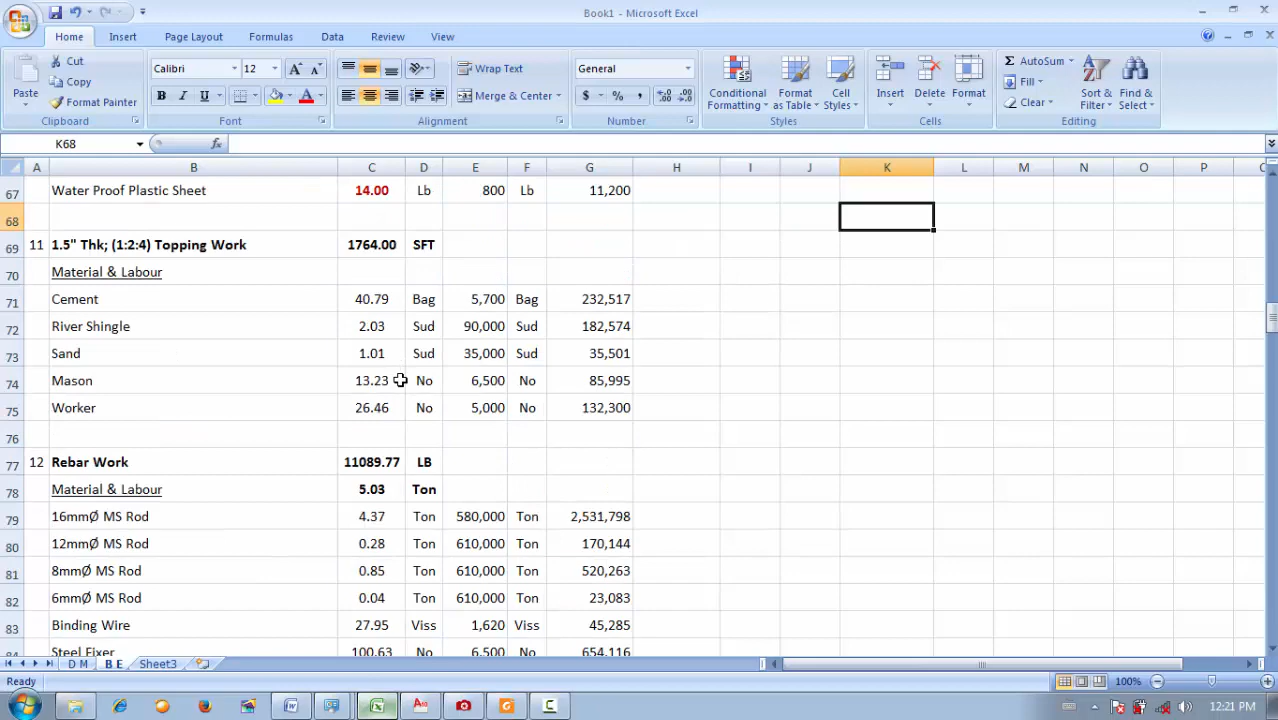 Book1 - Microsoft Excel
Home Insert Page Layout Formulas Data Review View
Paste Cut Calibri 12 Wrap Text General Conditional Formatting Format as Table Cell Styles Insert Delete Format AutoSum Sort & Filter Find & Select
Copy Fill
Format Painter B I U A Merge & Center $ % , Clear
Clipboard Font Alignment Number Styles Cells Editing
K68 fx
A B C D E F G H I J K L M N O P
67 Water Proof Plastic Sheet 14.00 Lb 800 Lb 11,200
68
69 11 1.5" Thk; (1:2:4) Topping Work 1764.00 SFT
70 Material & Labour
71 Cement 40.79 Bag 5,700 Bag 232,517
72 River Shingle 2.03 Sud 90,000 Sud 182,574
73 Sand 1.01 Sud 35,000 Sud 35,501
74 Mason 13.23 No 6,500 No 85,995
75 Worker 26.46 No 5,000 No 132,300
76
77 12 Rebar Work 11089.77 LB
78 Material & Labour 5.03 Ton
79 16mmØ MS Rod 4.37 Ton 580,000 Ton 2,531,798
80 12mmØ MS Rod 0.28 Ton 610,000 Ton 170,144
81 8mmØ MS Rod 0.85 Ton 610,000 Ton 520,263
82 6mmØ MS Rod 0.04 Ton 610,000 Ton 23,083
83 Binding Wire 27.95 Viss 1,620 Viss 45,285
84 Steel Fixer 100.63 No 6,500 No 654,116
D M B E Sheet3
Ready 100%
12:21 PM